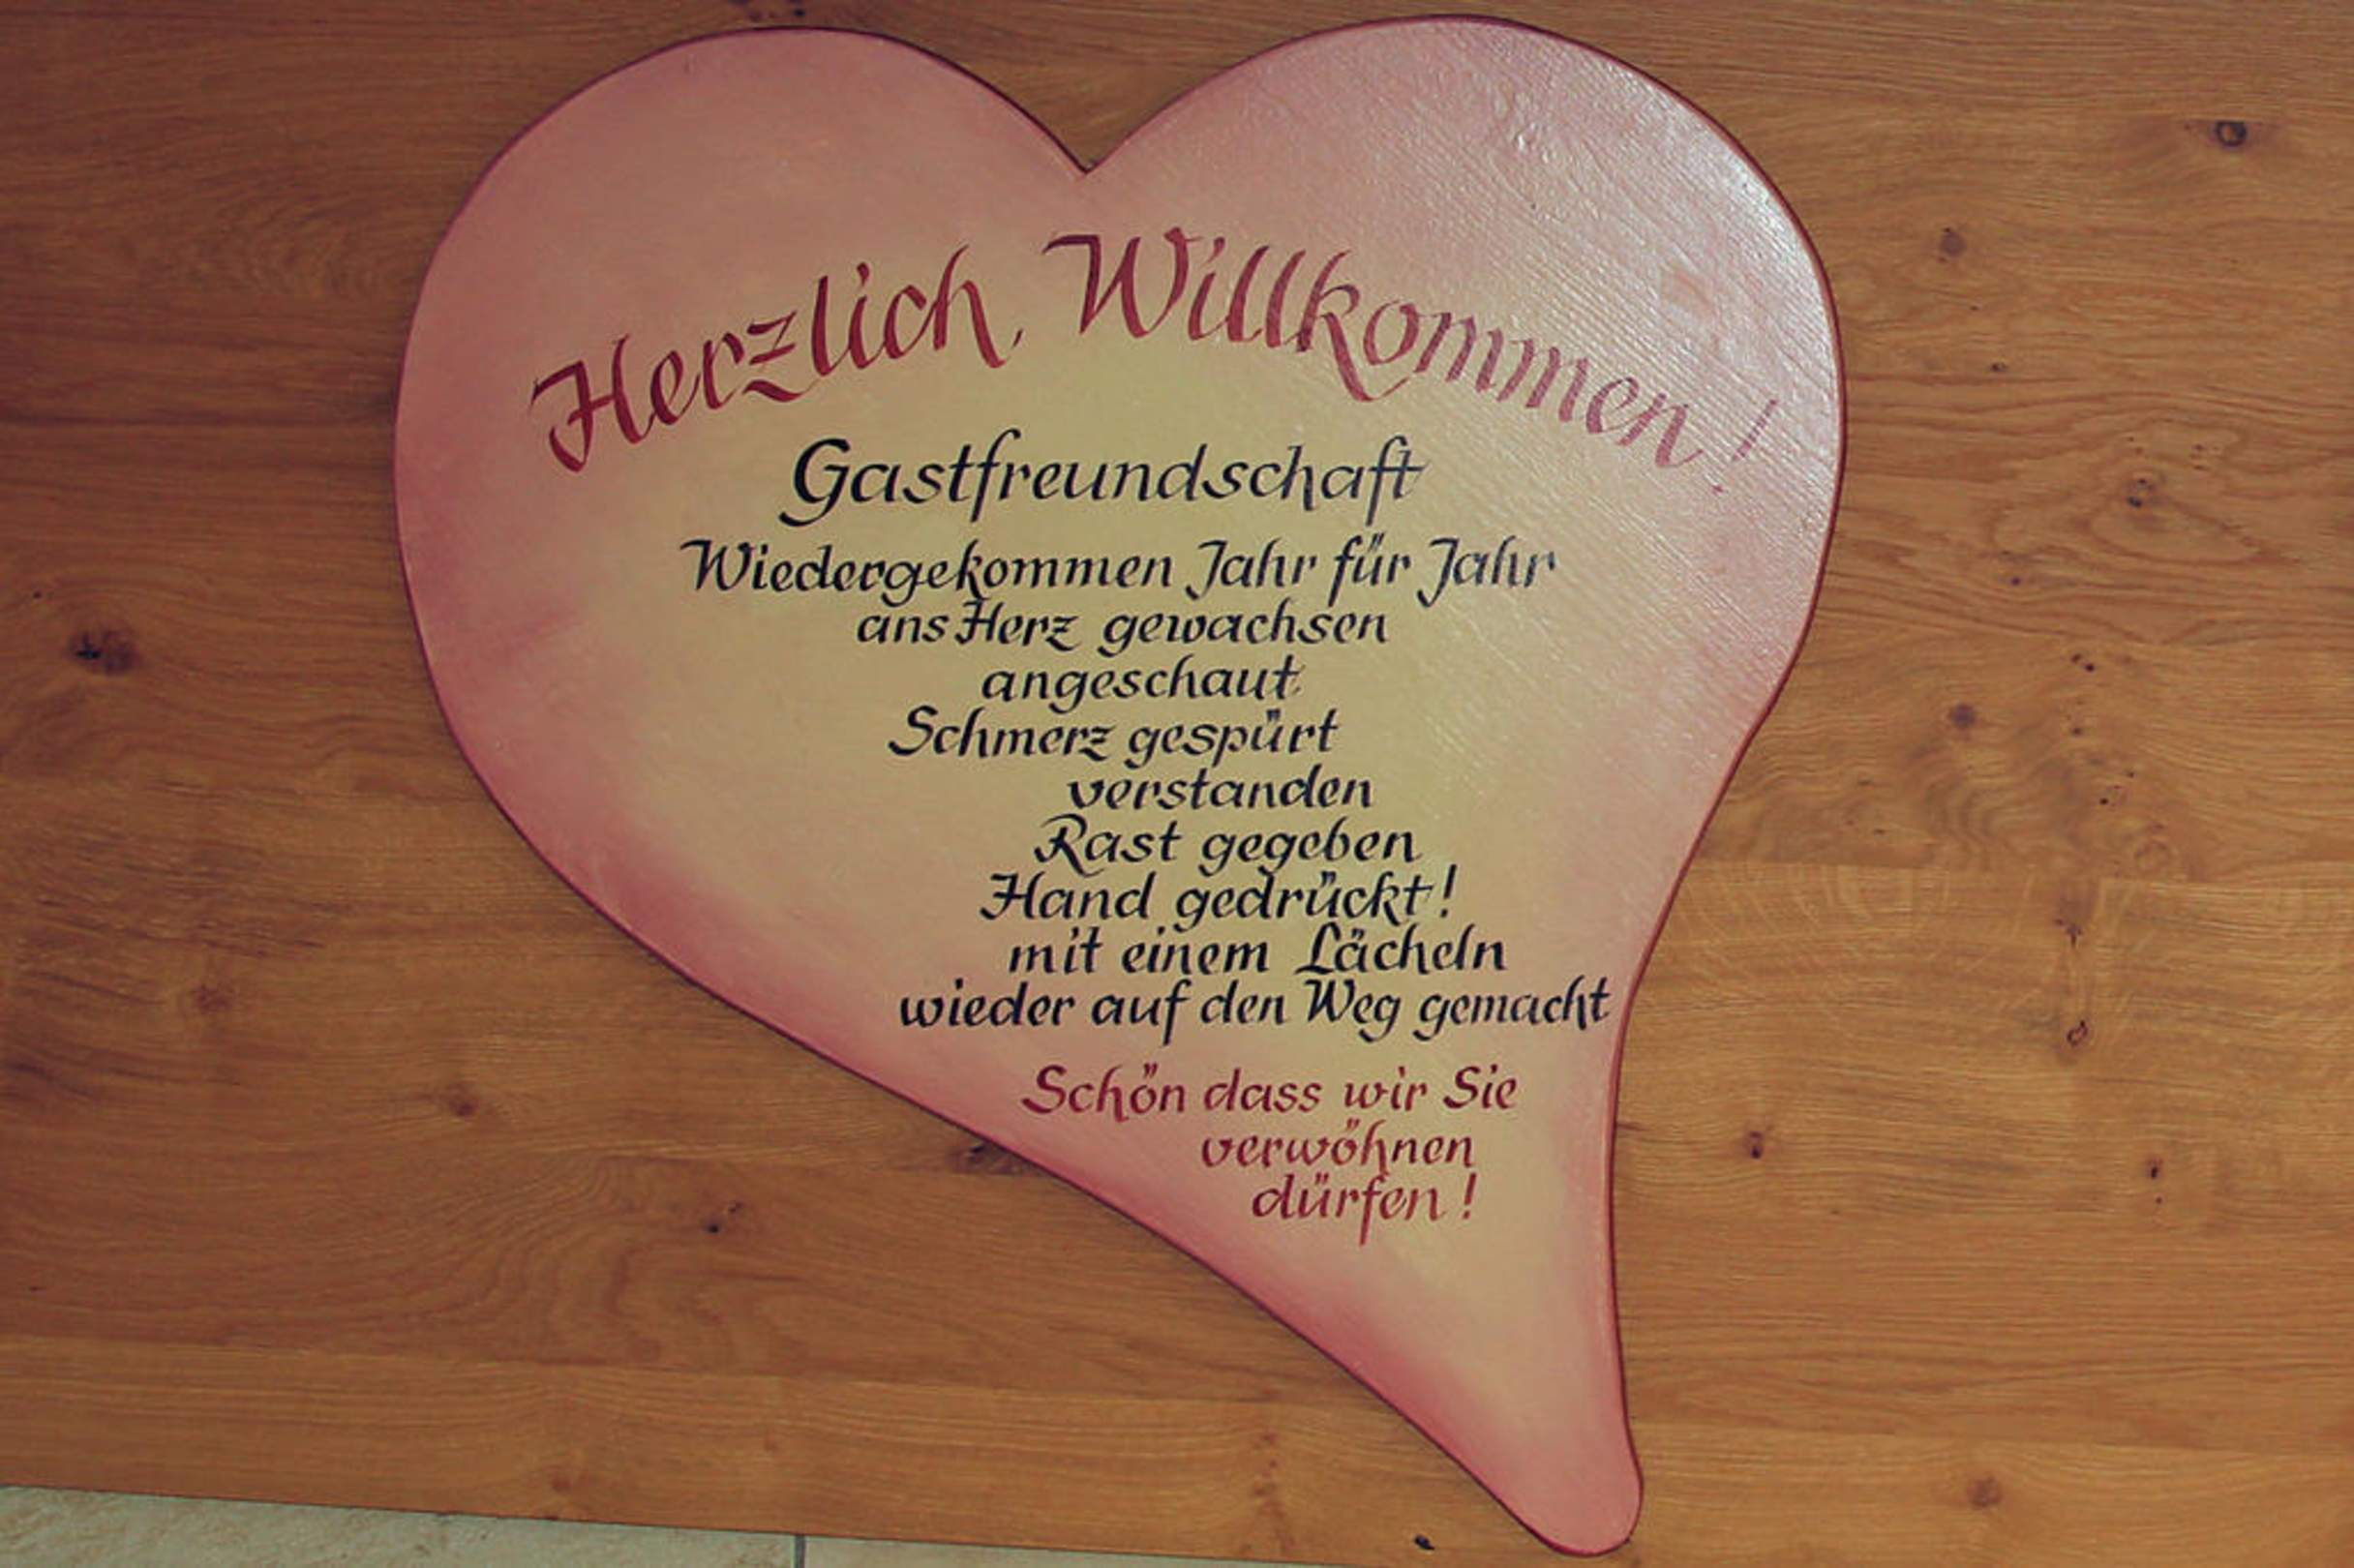 Herzlich Willkommen!
Gastfreundschaft
Wiedergekommen Jahr für Jahr
ans Herz gewachsen
angeschaut
Schmerz gespürt
verstanden
Rast gegeben
Hand gedrückt!
mit einem Lächeln
wieder auf den Weg gemacht
Schön dass wir Sie
verwöhnen
dürfen!